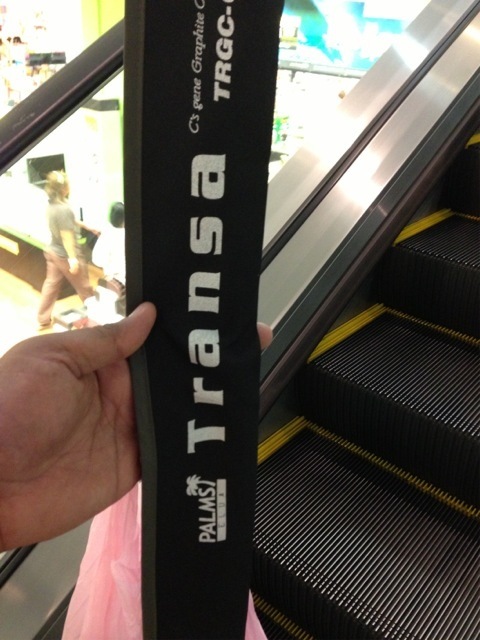 PALMS
Transa
C's gene Graphite
TRGC-